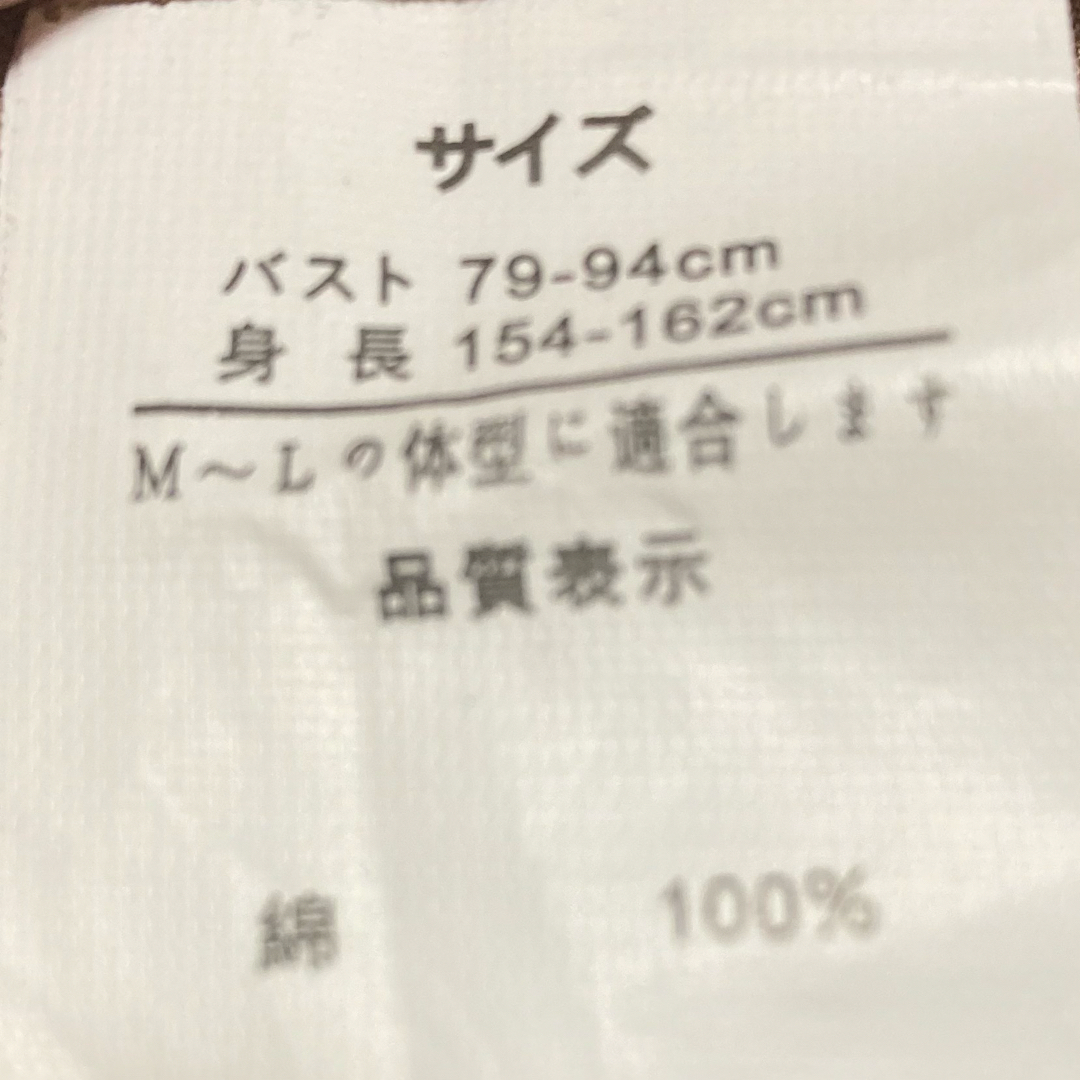 サイズ
バスト 79-94cm
身 長 154-162cm
M～Lの体型に適合します
品質表示
綿 100%